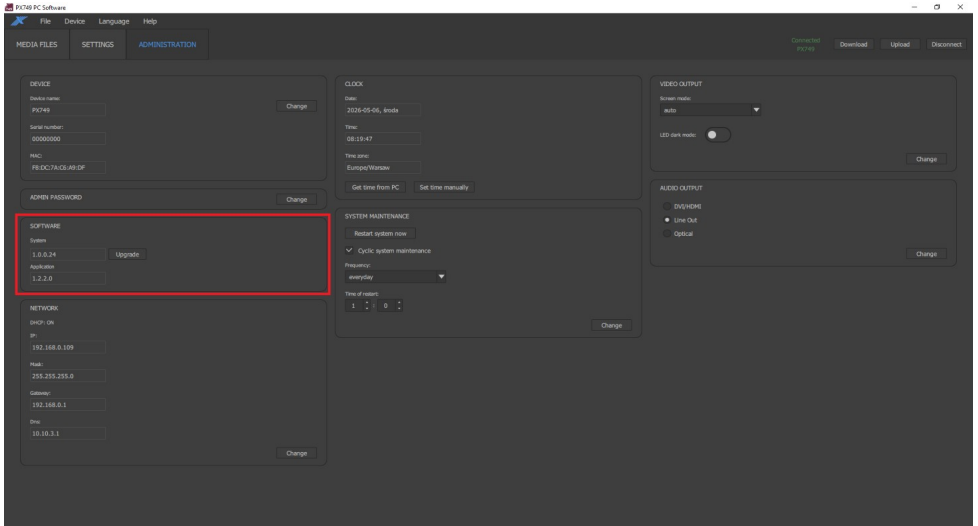 PX749 PC Software
File Device Language Help
MEDIA FILES SETTINGS ADMINISTRATION
Connected
PX749
Download Upload Disconnect
DEVICE
Device name:
PX749
Change
Serial number:
00000000
MAC:
F8:DC:7A:C6:A9:DF
ADMIN PASSWORD
Change
SOFTWARE
System
1.0.0.24
Upgrade
Application
1.2.2.0
NETWORK
DHCP: ON
IP:
192.168.0.109
Mask:
255.255.255.0
Gateway:
192.168.0.1
Dns:
10.10.3.1
Change
CLOCK
Date:
2026-05-06, środa
Time:
08:19:47
Time zone:
Europe/Warsaw
Get time from PC Set time manually
SYSTEM MAINTENANCE
Restart system now
Cyclic system maintenance
Frequency:
everyday
Time of restart:
1 : 0
Change
VIDEO OUTPUT
Screen mode:
auto
LED dark mode:
Change
AUDIO OUTPUT
DVI/HDMI
Line Out
Optical
Change